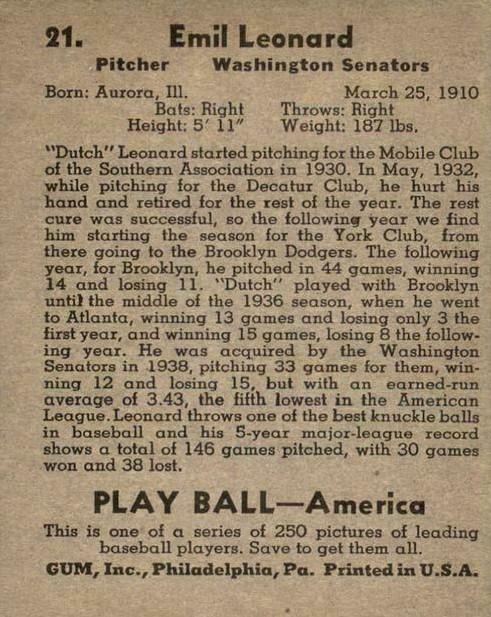 21. Emil Leonard
Pitcher Washington Senators
Born: Aurora, Ill. March 25, 1910
Bats: Right Throws: Right
Height: 5′ 11″ Weight: 187 lbs.
"Dutch" Leonard started pitching for the Mobile Club
of the Southern Association in 1930. In May, 1932,
while pitching for the Decatur Club, he hurt his
hand and retired for the rest of the year. The rest
cure was successful, so the following year we find
him starting the season for the York Club, from
there going to the Brooklyn Dodgers. The following
year, for Brooklyn, he pitched in 44 games, winning
14 and losing 11. "Dutch" played with Brooklyn
until the middle of the 1936 season, when he went
to Atlanta, winning 13 games and losing only 3 the
first year, and winning 15 games, losing 8 the follow-
ing year. He was acquired by the Washington
Senators in 1938, pitching 33 games for them, win-
ning 12 and losing 15, but with an earned-run
average of 3.43, the fifth lowest in the American
League. Leonard throws one of the best knuckle balls
in baseball and his 5-year major-league record
shows a total of 146 games pitched, with 30 games
won and 38 lost.
PLAY BALL—America
This is one of a series of 250 pictures of leading
baseball players. Save to get them all.
GUM, Inc., Philadelphia, Pa. Printed in U.S.A.